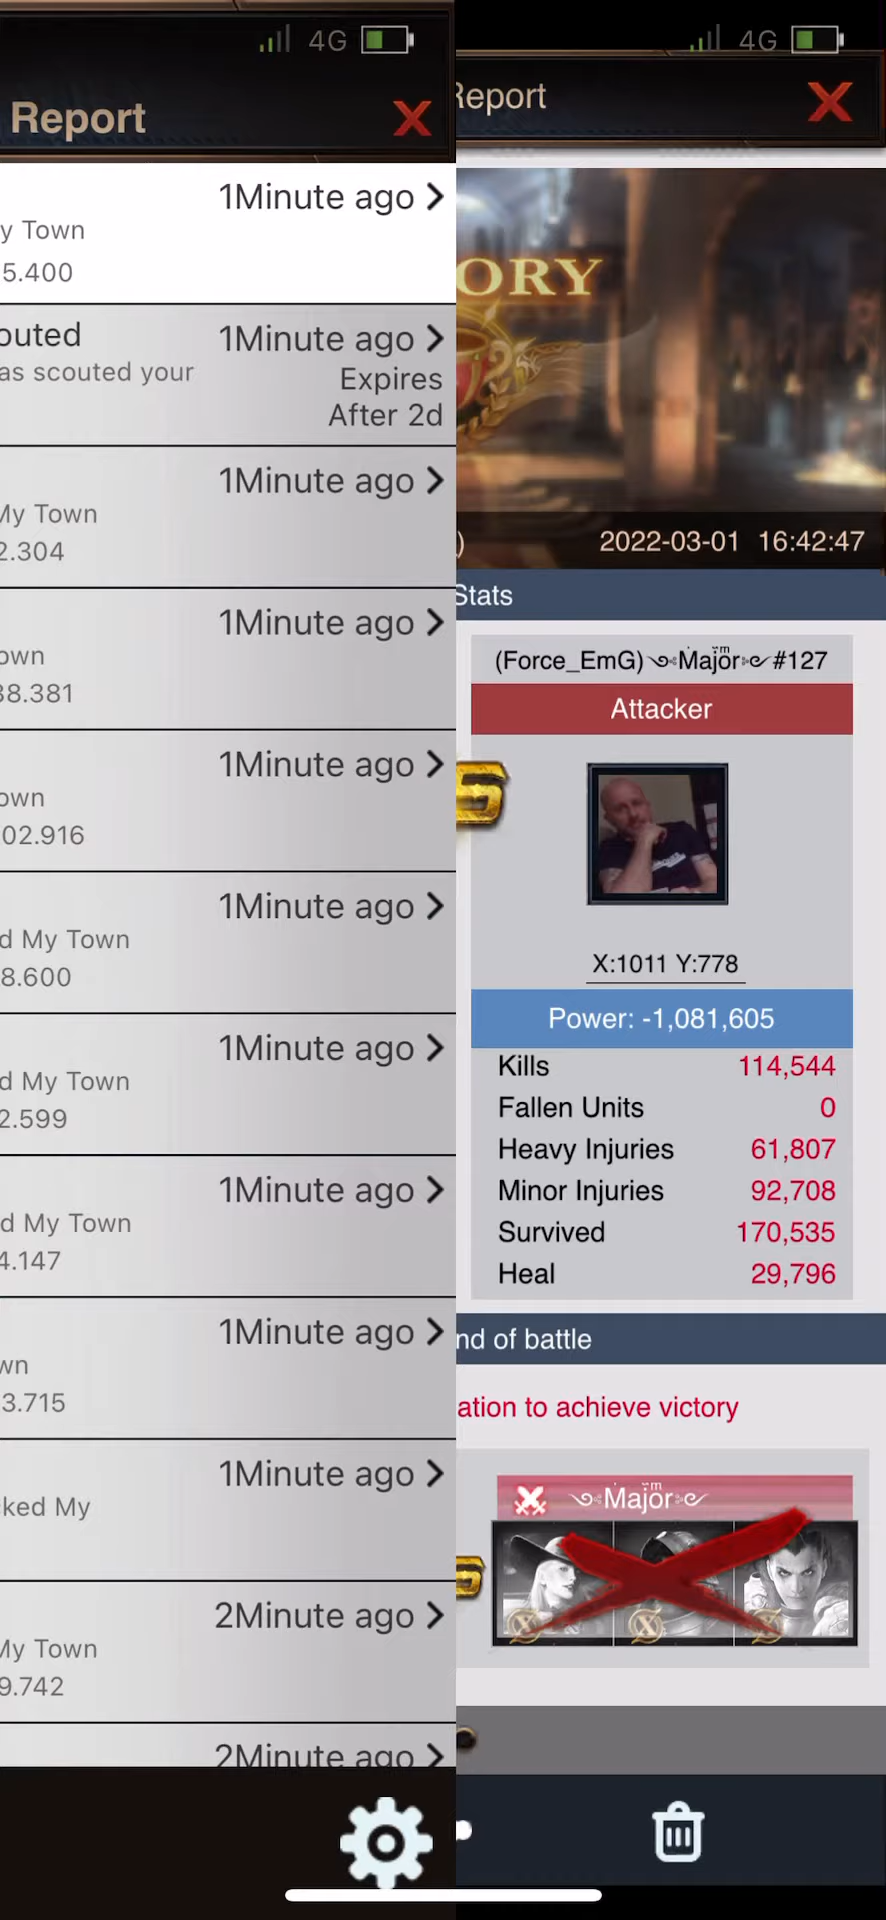 4G
Report
1Minute ago
y Town
5.400
outed
1Minute ago
as scouted your
Expires
After 2d
1Minute ago
My Town
2.304
1Minute ago
own
38.381
1Minute ago
own
02.916
1Minute ago
d My Town
8.600
1Minute ago
d My Town
2.599
1Minute ago
d My Town
4.147
1Minute ago
wn
3.715
1Minute ago
cked My
2Minute ago
My Town
9.742
2Minute ago
4G
Report
ORY
) 2022-03-01 16:42:47
Stats
(Force_EmG) Major #127
Attacker
S
X:1011 Y:778
Power: -1,081,605
Kills 114,544
Fallen Units 0
Heavy Injuries 61,807
Minor Injuries 92,708
Survived 170,535
Heal 29,796
nd of battle
ation to achieve victory
Major
S